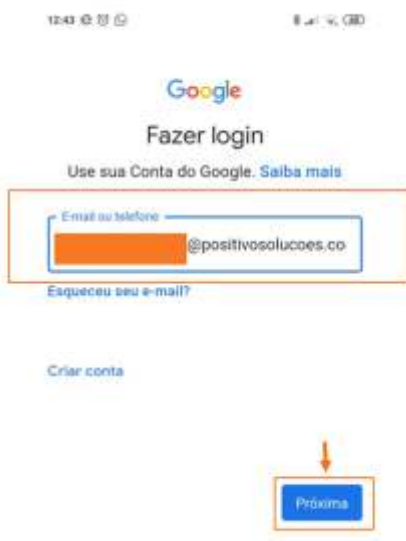 12:43
Google
Fazer login
Use sua Conta do Google. Saiba mais
E-mail ou telefone
@positivosolucoes.co
Esqueceu seu e-mail?
Criar conta
Próxima